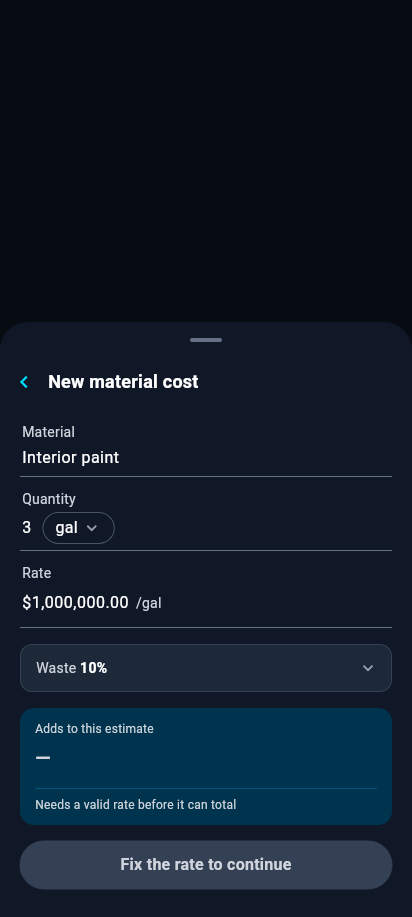 New material cost
Material
Interior paint
Quantity
3 gal
Rate
$1,000,000.00 /gal
Waste 10%
Adds to this estimate
—
Needs a valid rate before it can total
Fix the rate to continue